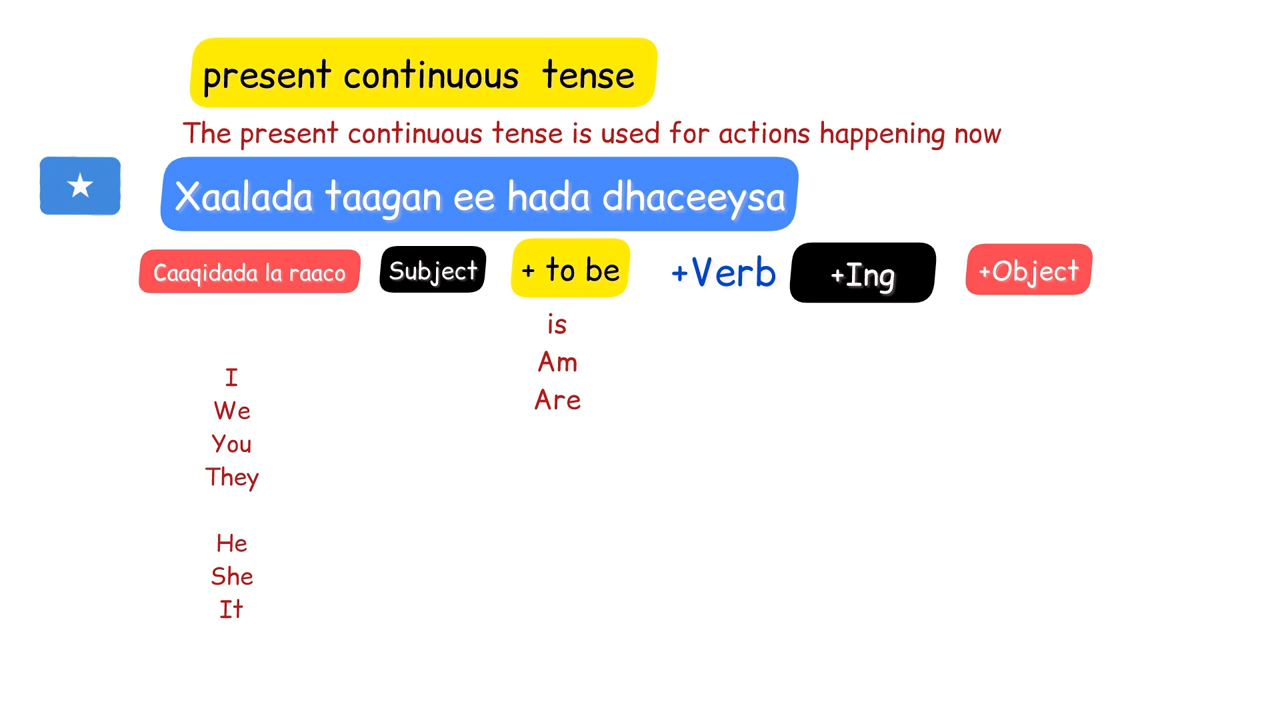 present continuous tense
The present continuous tense is used for actions happening now
Xaalada taagan ee hada dhaceeysa
Caaqidada la raaco Subject + to be +Verb +Ing +Object
is
Am
Are
I
We
You
They
He
She
It